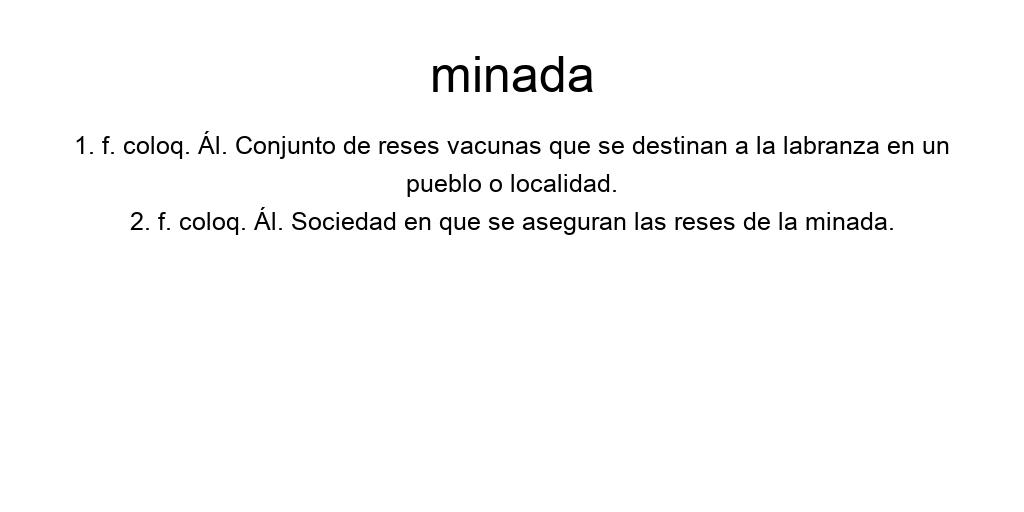 minada
1. f. coloq. Ál. Conjunto de reses vacunas que se destinan a la labranza en un
pueblo o localidad.
2. f. coloq. Ál. Sociedad en que se aseguran las reses de la minada.